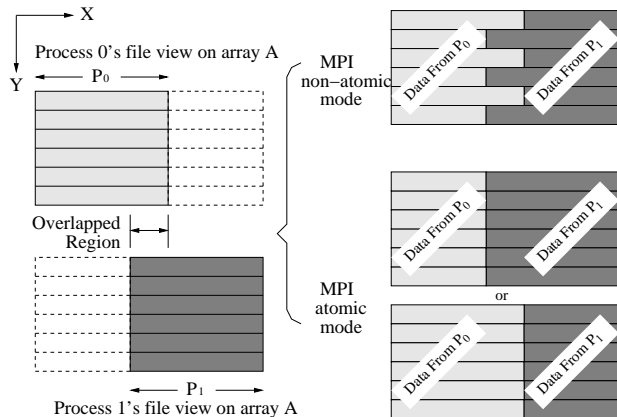 X
Y
Process 0's file view on array A
P0
Overlapped
Region
P1
Process 1's file view on array A
MPI
non−atomic
mode
Data From P0
Data From P1
MPI
atomic
mode
Data From P0
Data From P1
or
Data From P0
Data From P1